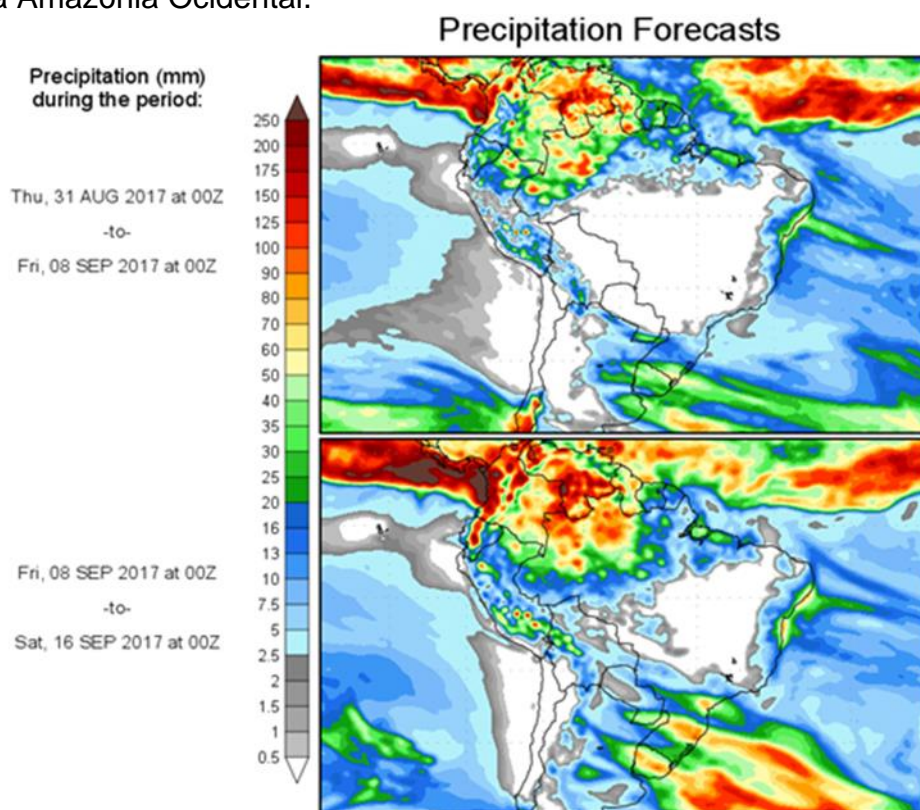 a Amazônia Ocidental.
Precipitation Forecasts
Precipitation (mm)
during the period:
Thu, 31 AUG 2017 at 00Z
-to-
Fri, 08 SEP 2017 at 00Z
Fri, 08 SEP 2017 at 00Z
-to-
Sat, 16 SEP 2017 at 00Z
250
200
175
150
125
100
90
80
70
60
50
40
35
30
25
20
16
13
10
7.5
5
2.5
2
1.5
1
0.5